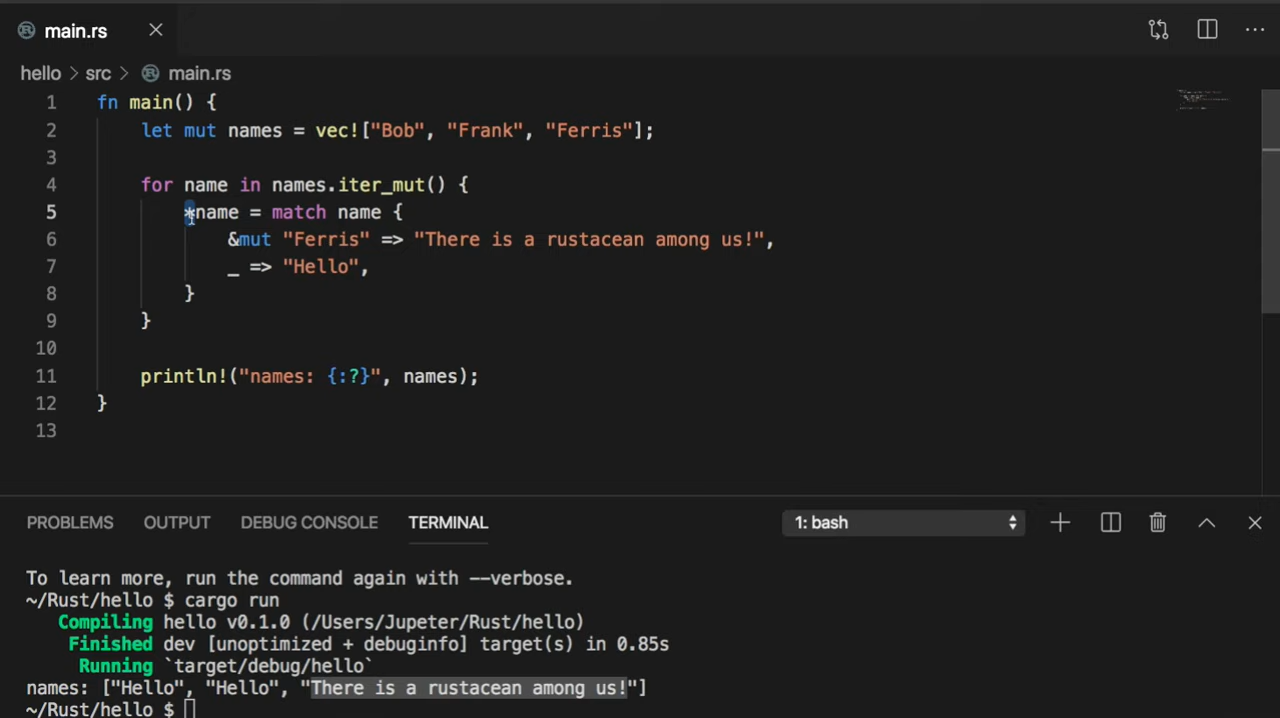 main.rs
hello > src > main.rs
1 fn main() {
2 let mut names = vec!["Bob", "Frank", "Ferris"];
3
4 for name in names.iter_mut() {
5 *name = match name {
6 &mut "Ferris" => "There is a rustacean among us!",
7 _ => "Hello",
8 }
9 }
10
11 println!("names: {:?}", names);
12 }
13
PROBLEMS OUTPUT DEBUG CONSOLE TERMINAL 1: bash
To learn more, run the command again with --verbose.
~/Rust/hello $ cargo run
Compiling hello v0.1.0 (/Users/Jupeter/Rust/hello)
Finished dev [unoptimized + debuginfo] target(s) in 0.85s
Running `target/debug/hello`
names: ["Hello", "Hello", "There is a rustacean among us!"]
~/Rust/hello $